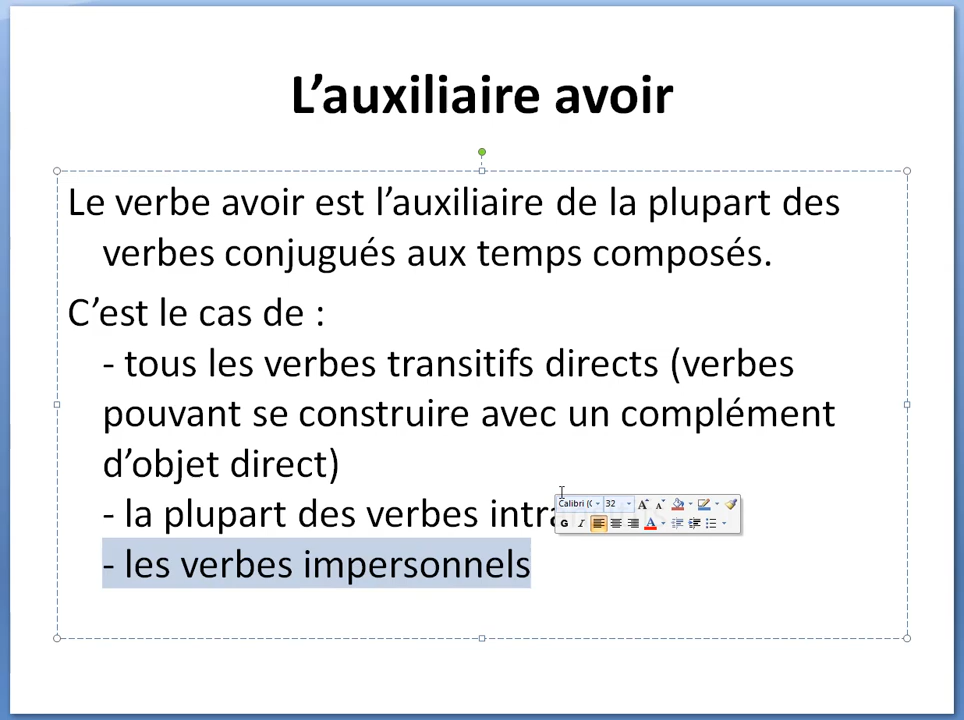 L’auxiliaire avoir
Le verbe avoir est l’auxiliaire de la plupart des
verbes conjugués aux temps composés.
C’est le cas de :
- tous les verbes transitifs directs (verbes
pouvant se construire avec un complément
d’objet direct)
- la plupart des verbes
Calibri (C 32 A A
G I A
- les verbes impersonnels